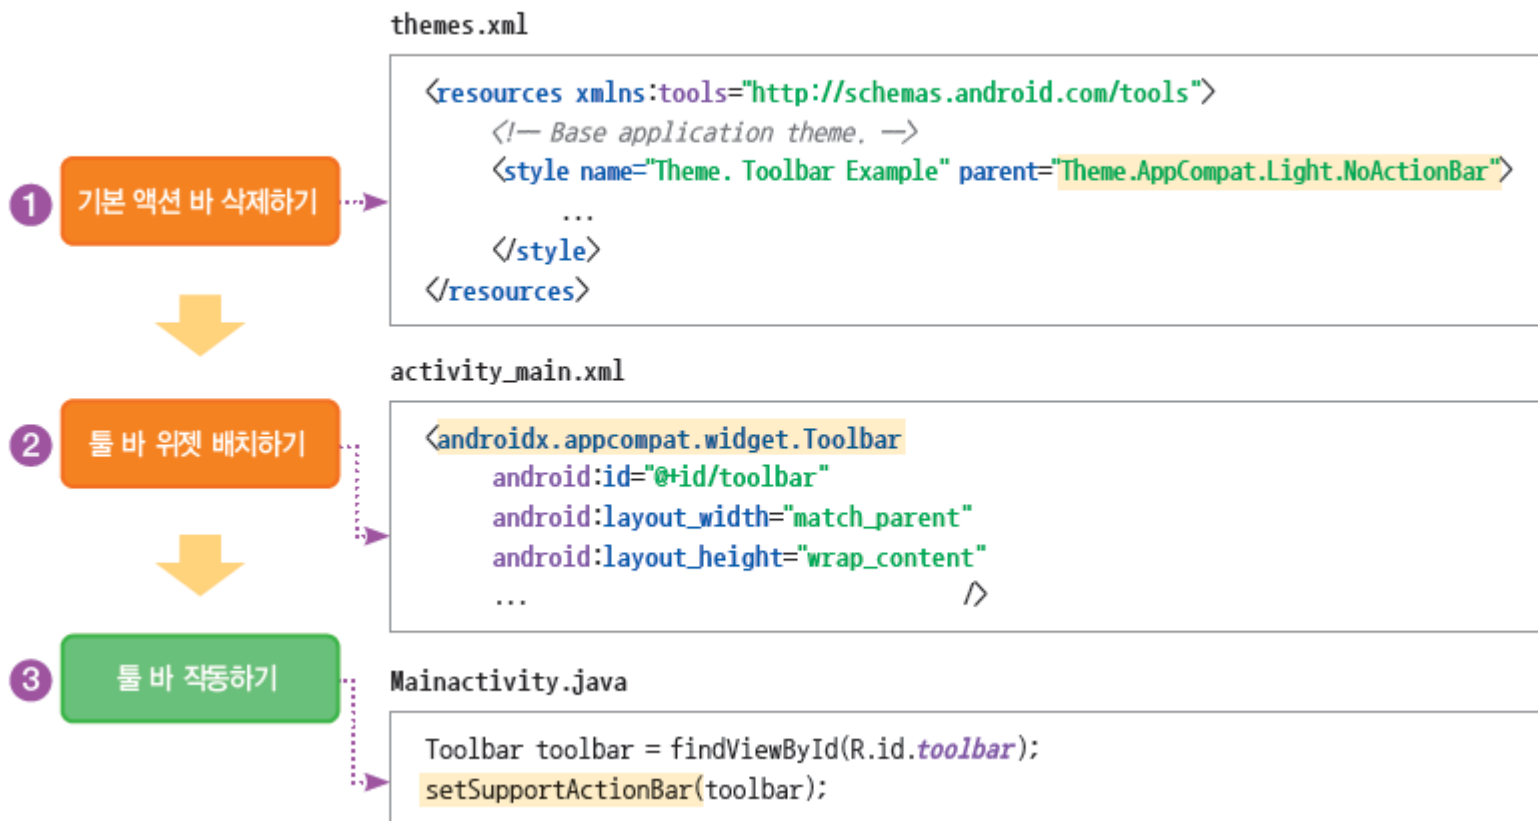 themes.xml
<resources xmlns:tools="http://schemas.android.com/tools">
<!— Base application theme. —>
<style name="Theme. Toolbar Example" parent="Theme.AppCompat.Light.NoActionBar">
...
</style>
</resources>
1 기본 액션 바 삭제하기
activity_main.xml
2 툴 바 위젯 배치하기
<androidx.appcompat.widget.Toolbar
android:id="@+id/toolbar"
android:layout_width="match_parent"
android:layout_height="wrap_content"
... />
3 툴 바 작동하기
Mainactivity.java
Toolbar toolbar = findViewById(R.id.toolbar);
setSupportActionBar(toolbar);